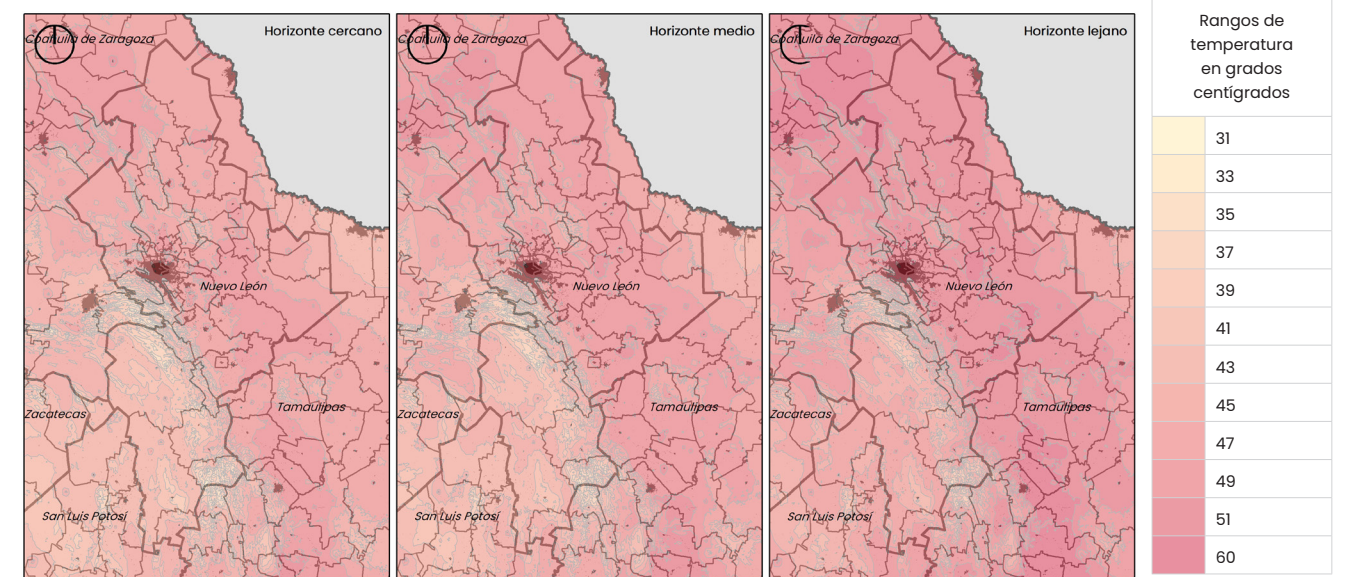 Horizonte cercano
Coahuila de Zaragoza
Nuevo León
Tamaulipas
Zacatecas
San Luis Potosí
Horizonte medio
Coahuila de Zaragoza
Nuevo León
Tamaulipas
Zacatecas
San Luis Potosí
Horizonte lejano
Coahuila de Zaragoza
Nuevo León
Tamaulipas
Zacatecas
San Luis Potosí
Rangos de
temperatura
en grados
centígrados
31
33
35
37
39
41
43
45
47
49
51
60